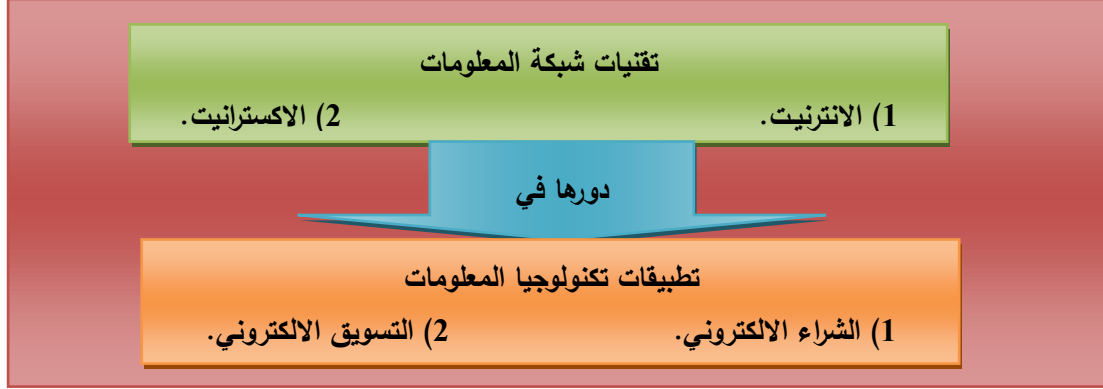 تقنيات شبكة المعلومات
1) الانترنيت. 2) الاكسترانيت.
دورها في
تطبيقات تكنولوجيا المعلومات
1) الشراء الالكتروني. 2) التسويق الالكتروني.